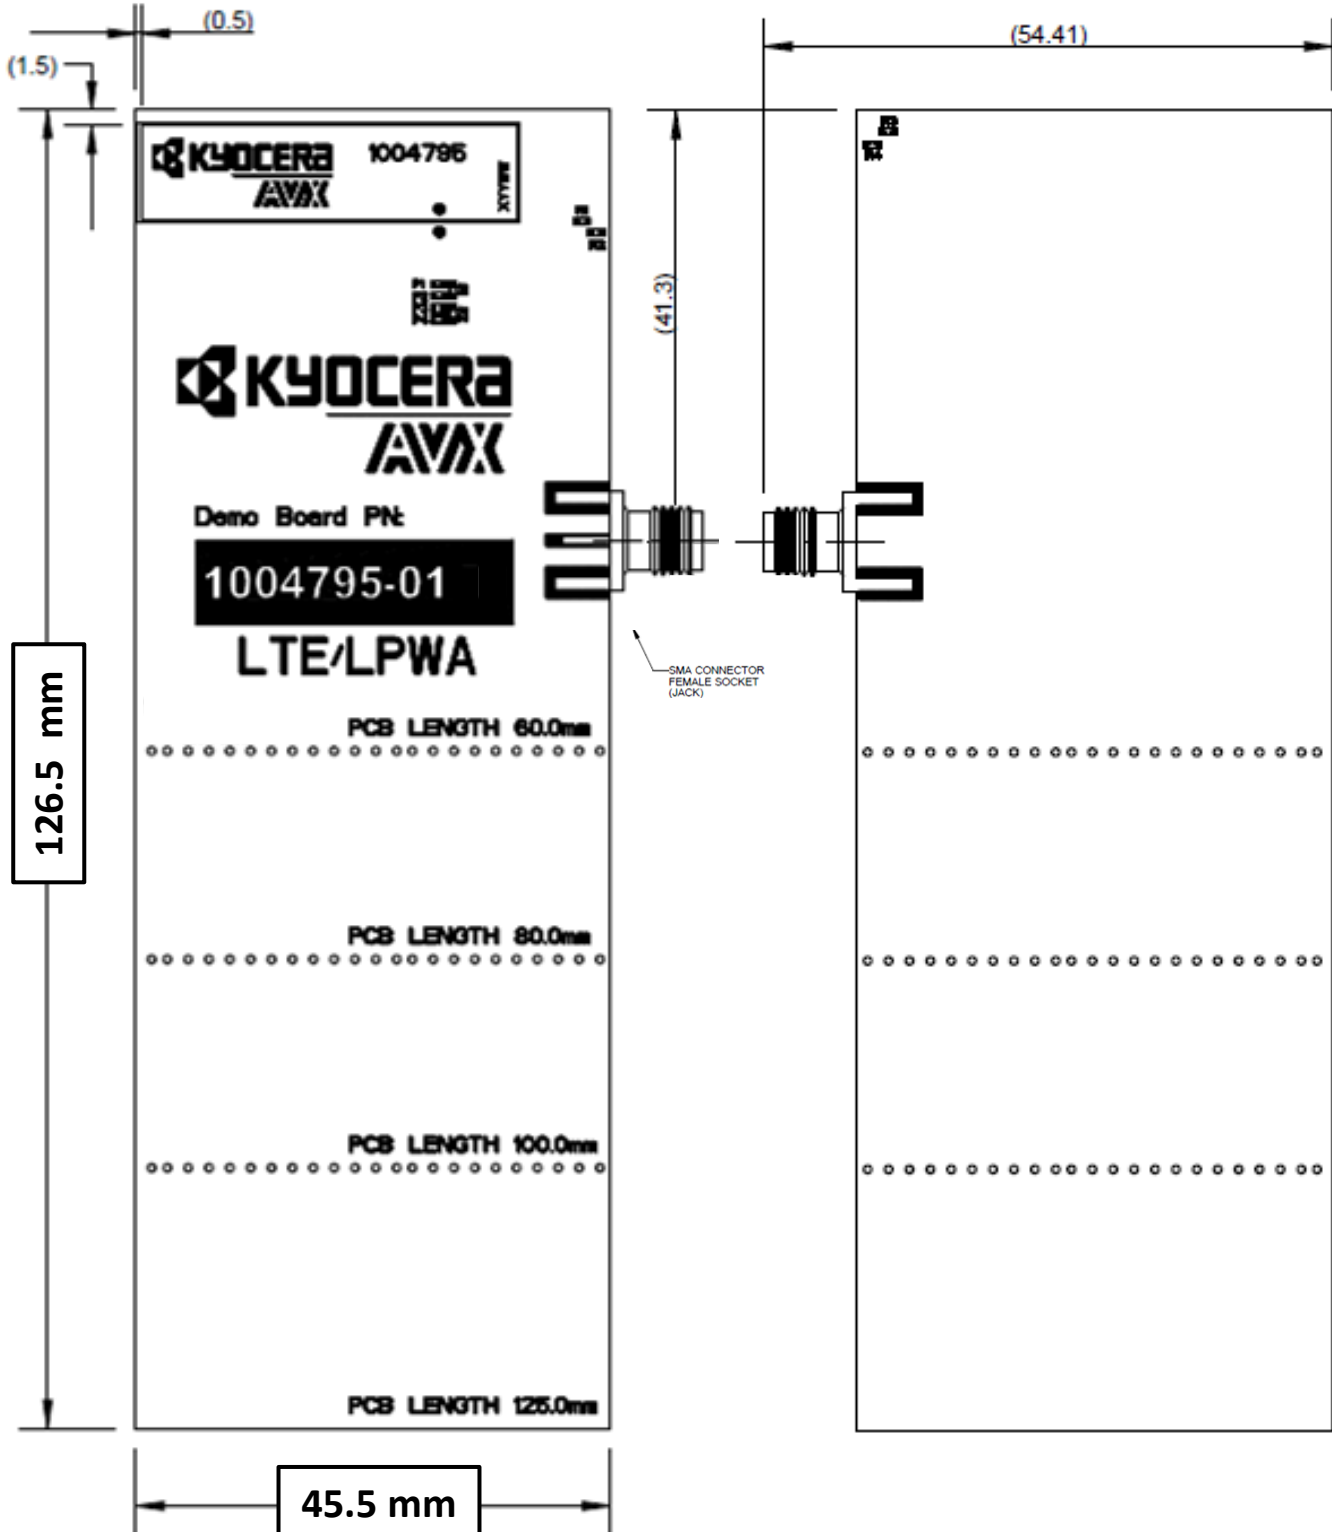 (0.5)
(54.41)
(1.5)
KYOCERA
AVX
1004795
XYYWW
(41.3)
KYOCERA
AVX
Demo Board PN:
1004795-01
LTE/LPWA
SMA CONNECTOR
FEMALE SOCKET
(JACK)
PCB LENGTH 60.0mm
126.5 mm
PCB LENGTH 80.0mm
PCB LENGTH 100.0mm
PCB LENGTH 125.0mm
45.5 mm